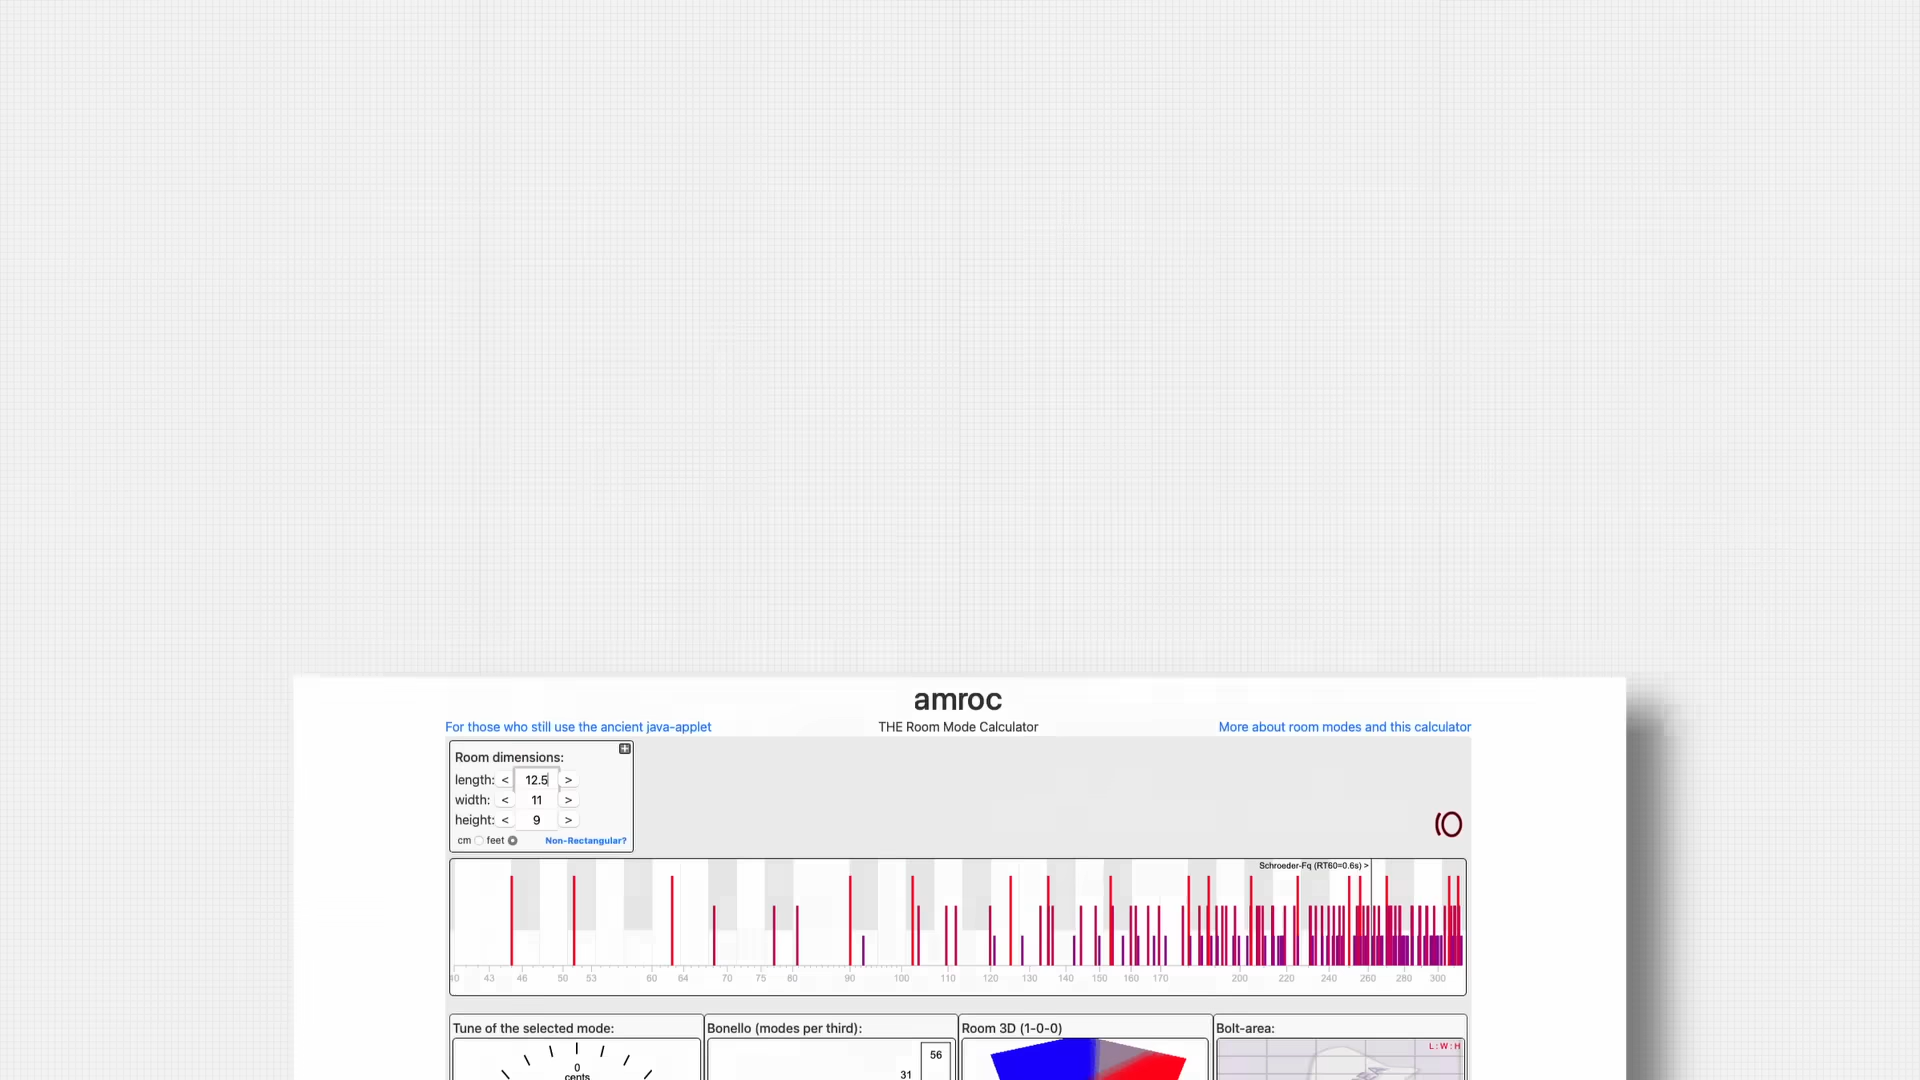 amroc
For those who still use the ancient java-applet
THE Room Mode Calculator
More about room modes and this calculator
Room dimensions:
length: < 12.5 >
width: < 11 >
height: < 9 >
cm feet Non-Rectangular?
Schroeder-Fq (RT60=0.6s) >
40 43 46 50 53 60 64 70 75 80 90 100 110 120 130 140 150 160 170 200 220 240 260 280 300
Tune of the selected mode:
Bonello (modes per third):
Room 3D (1-0-0)
Bolt-area:
L:W:H
56
0
31
cents